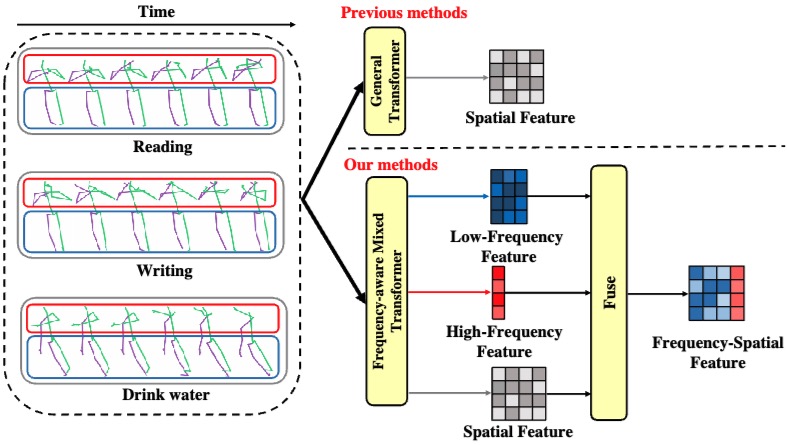 Time
Reading
Writing
Drink water
Previous methods
General
Transformer
Spatial Feature
Our methods
Frequency-aware Mixed
Transformer
Low-Frequency
Feature
High-Frequency
Feature
Spatial Feature
Fuse
Frequency-Spatial
Feature